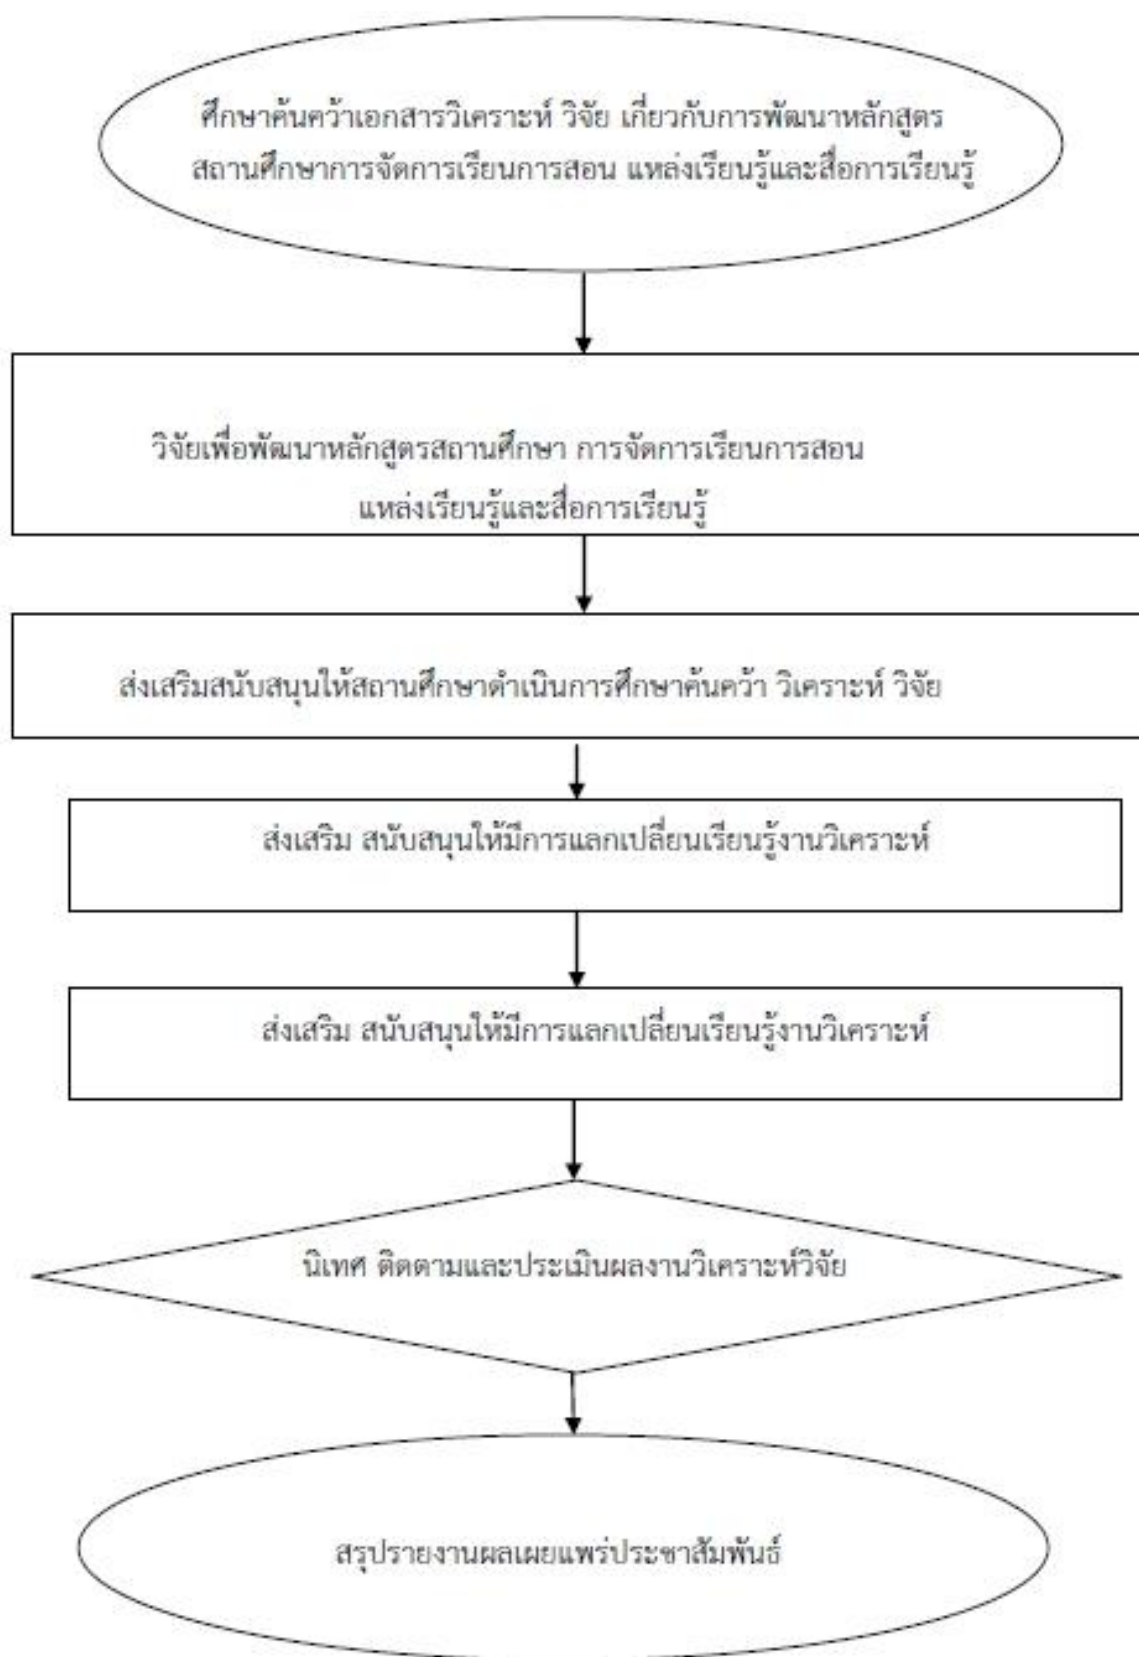 ศึกษาค้นคว้าเอกสารวิเคราะห์ วิจัย เกี่ยวกับการพัฒนาหลักสูตร
สถานศึกษาการจัดการเรียนการสอน แหล่งเรียนรู้และสื่อการเรียนรู้
วิจัยเพื่อพัฒนาหลักสูตรสถานศึกษา การจัดการเรียนการสอน
แหล่งเรียนรู้และสื่อการเรียนรู้
ส่งเสริมสนับสนุนให้สถานศึกษาดำเนินการศึกษาค้นคว้า วิเคราะห์ วิจัย
ส่งเสริม สนับสนุนให้มีการแลกเปลี่ยนเรียนรู้งานวิเคราะห์
ส่งเสริม สนับสนุนให้มีการแลกเปลี่ยนเรียนรู้งานวิเคราะห์
นิเทศ ติดตามและประเมินผลงานวิเคราะห์วิจัย
สรุปรายงานผลเผยแพร่ประชาสัมพันธ์